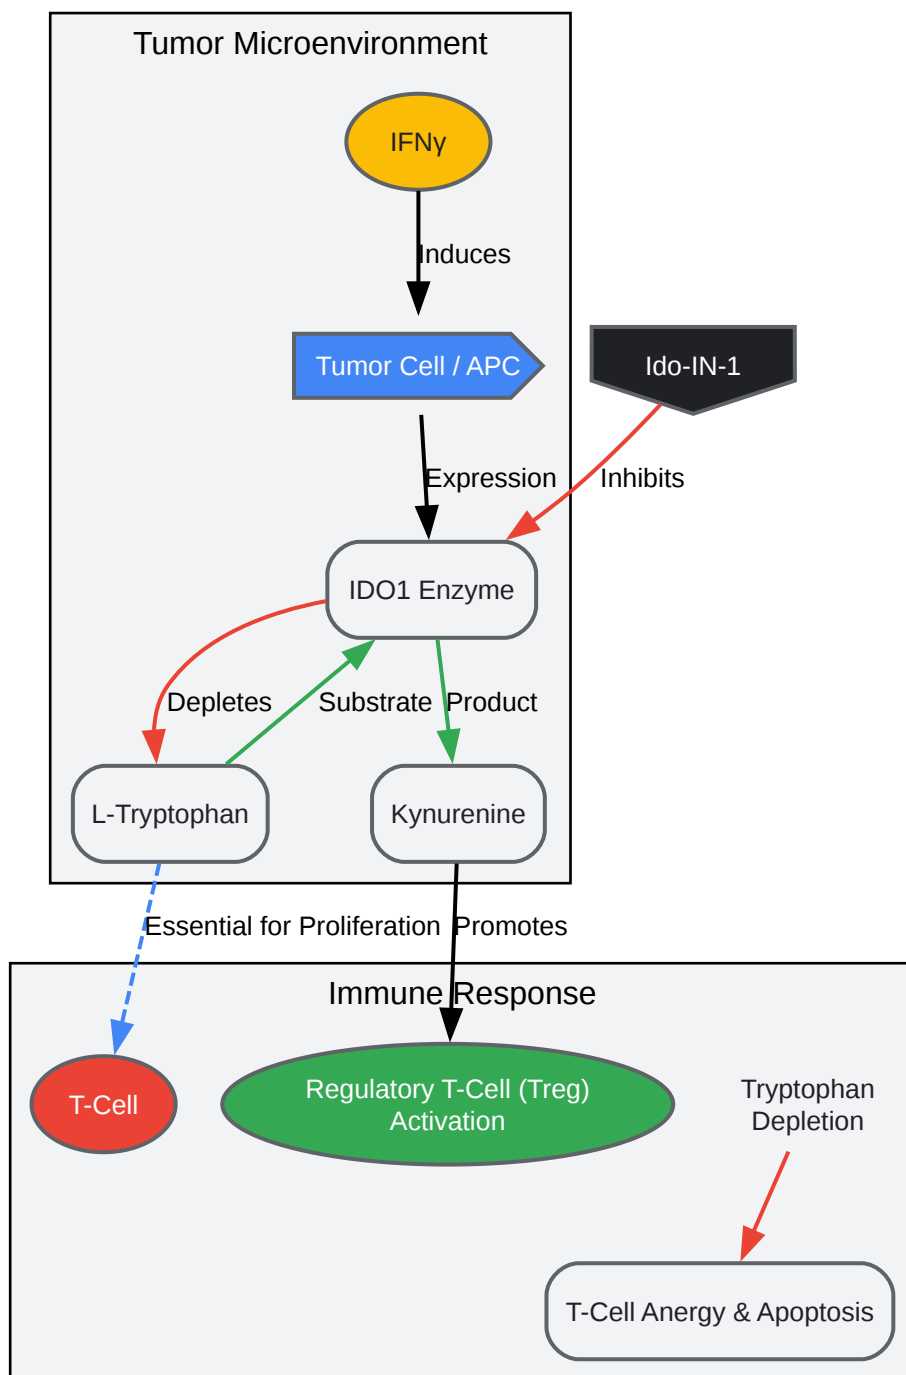 Tumor Microenvironment
IFNγ
Induces
Tumor Cell / APC
Ido-IN-1
Expression
Inhibits
IDO1 Enzyme
Depletes
Substrate
Product
L-Tryptophan
Kynurenine
Essential for Proliferation
Promotes
Immune Response
T-Cell
Regulatory T-Cell (Treg)
Activation
Tryptophan
Depletion
T-Cell Anergy & Apoptosis